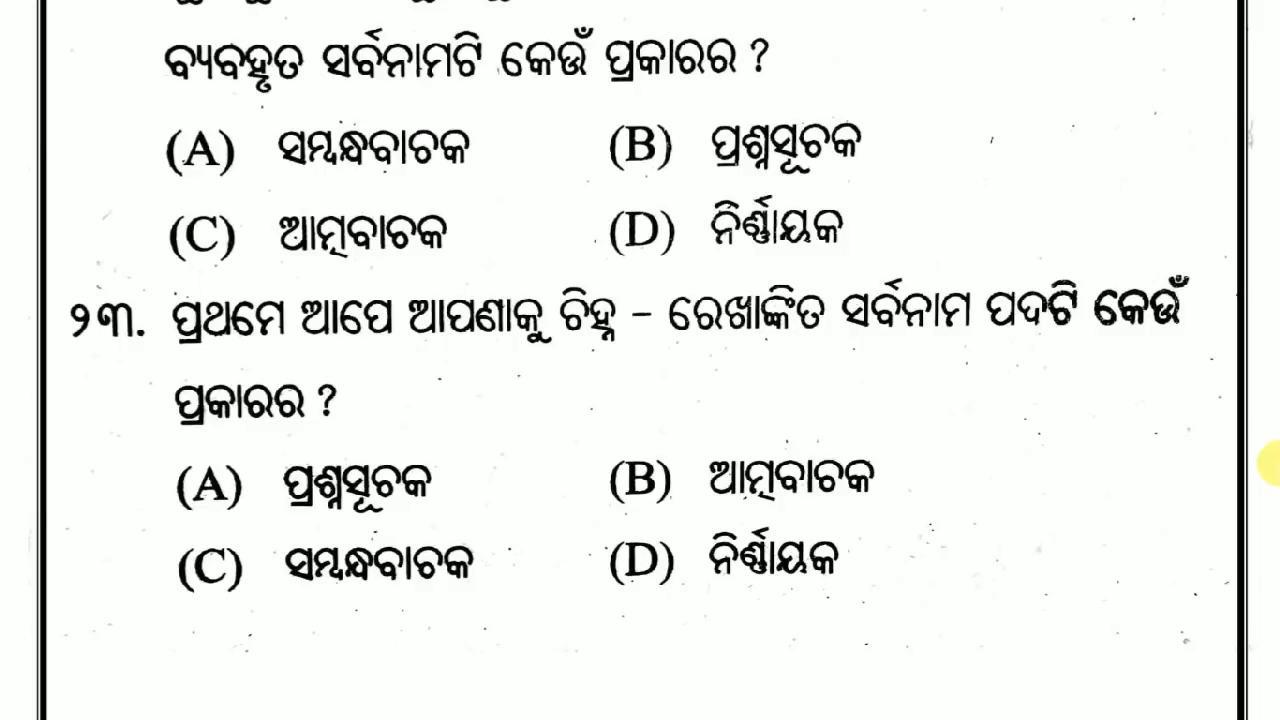 ବ୍ୟବହୃତ ସର୍ବନାମଟି କେଉଁ ପ୍ରକାରର ?
(A) ସମ୍ବନ୍ଧବାଚକ (B) ପ୍ରଶ୍ନସୂଚକ
(C) ଆତ୍ମବାଚକ (D) ନିର୍ଣ୍ଣାୟକ
୨୩. ପ୍ରଥମେ ଆପେ ଆପଣାକୁ ଚିହ୍ନ – ରେଖାଙ୍କିତ ସର୍ବନାମ ପଦଟି କେଉଁ
ପ୍ରକାରର ?
(A) ପ୍ରଶ୍ନସୂଚକ (B) ଆତ୍ମବାଚକ
(C) ସମ୍ବନ୍ଧବାଚକ (D) ନିର୍ଣ୍ଣାୟକ